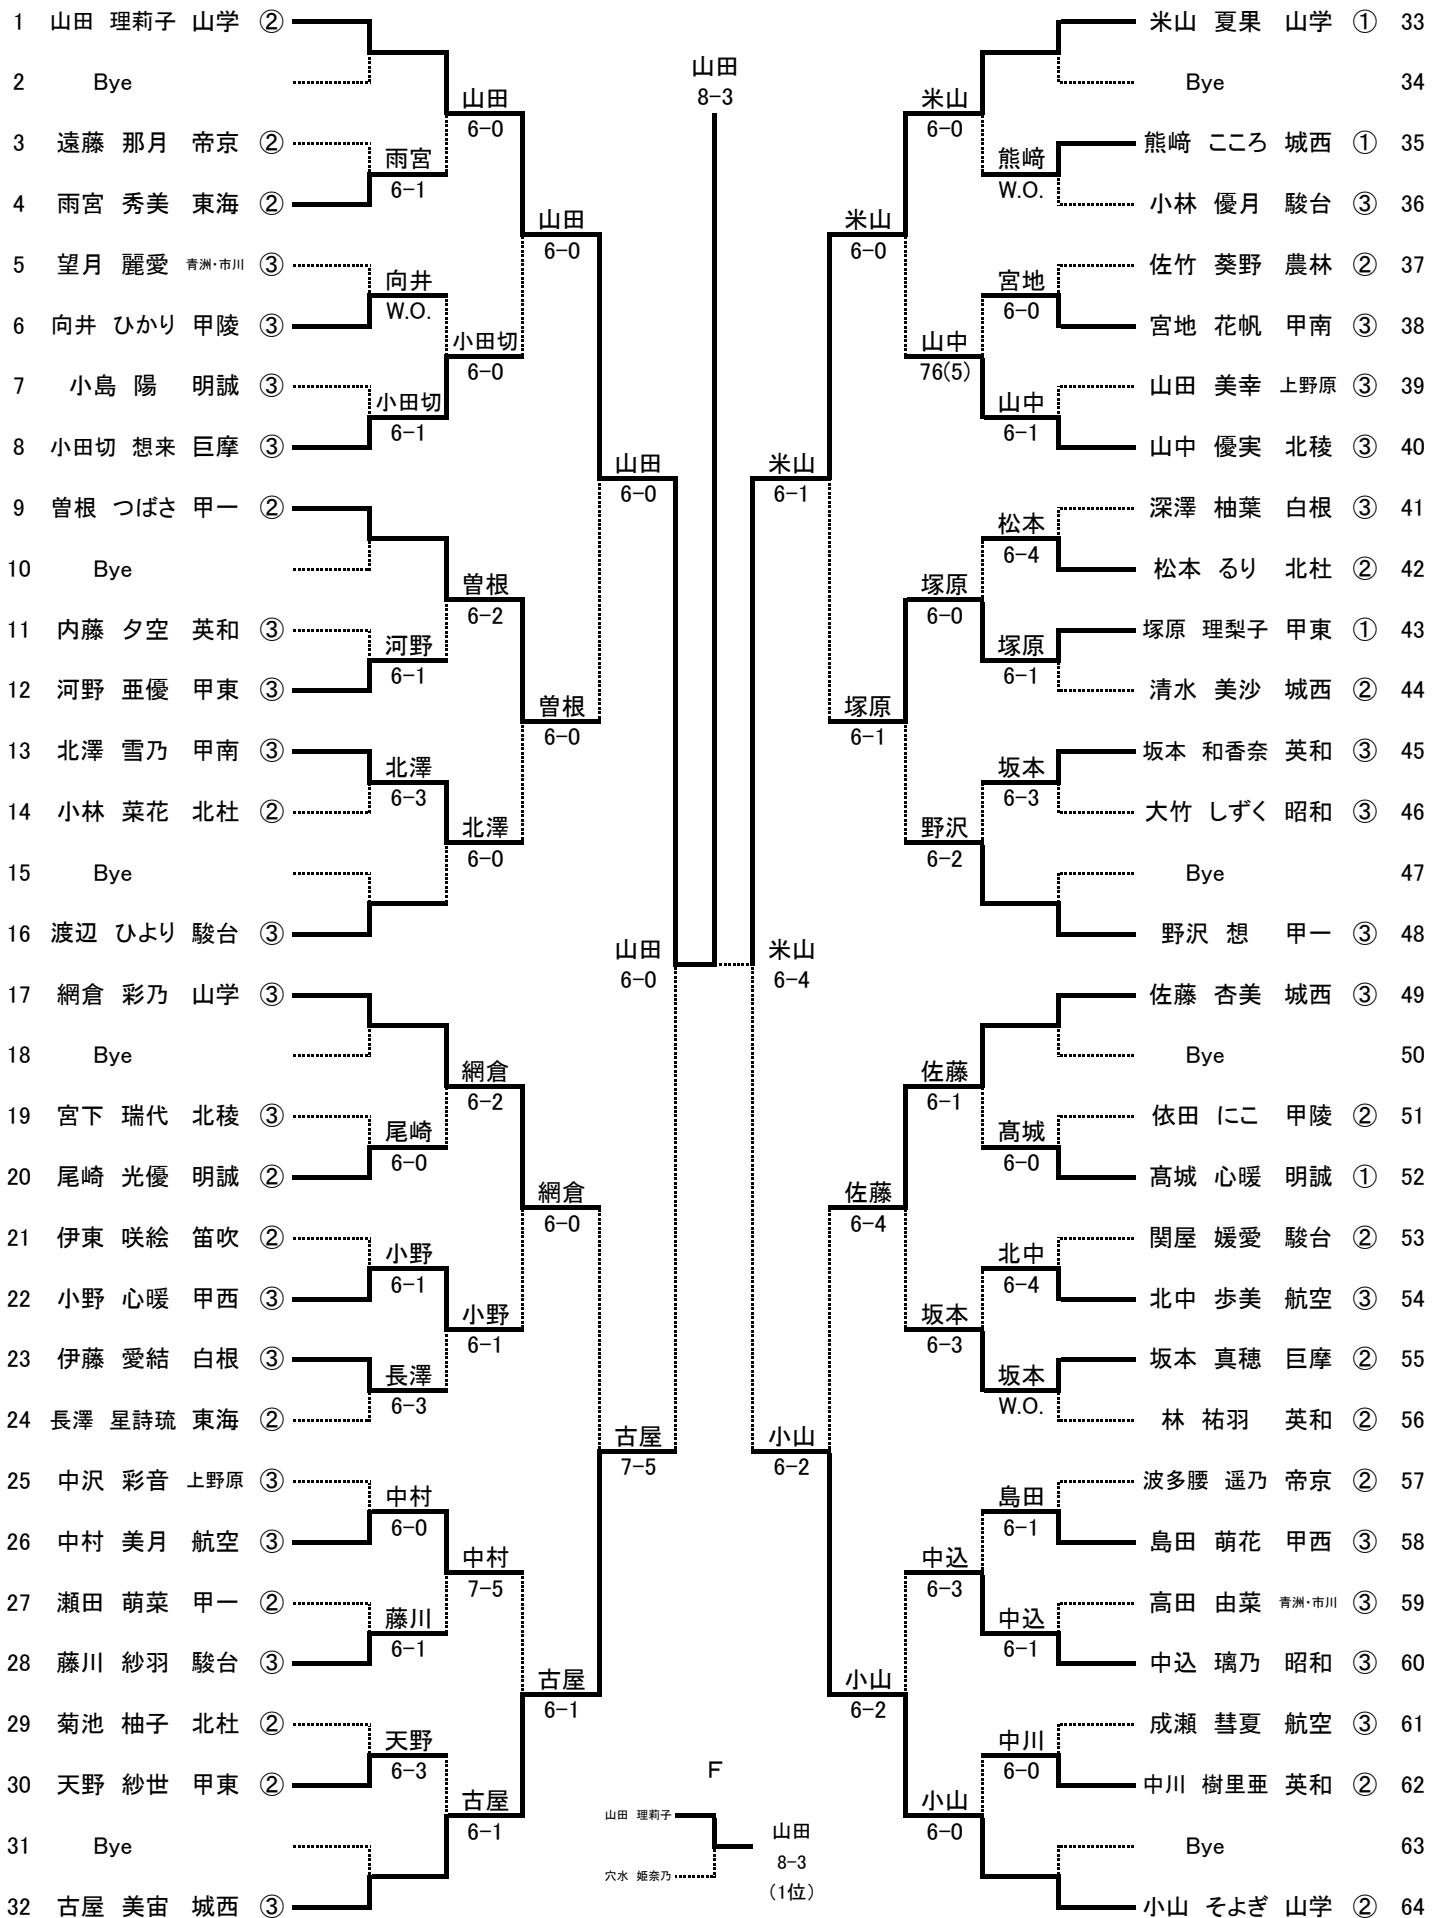 1 山田 理莉子 山学 ②
2 Bye
3 遠藤 那月 帝京 ②
4 雨宮 秀美 東海 ②
5 望月 麗愛 青洲・市川 ③
6 向井 ひかり 甲陵 ③
7 小島 陽 明誠 ③
8 小田切 想来 巨摩 ③
9 曽根 つばさ 甲一 ②
10 Bye
11 内藤 夕空 英和 ③
12 河野 亜優 甲東 ③
13 北澤 雪乃 甲南 ③
14 小林 菜花 北杜 ②
15 Bye
16 渡辺 ひより 駿台 ③
17 網倉 彩乃 山学 ③
18 Bye
19 宮下 瑞代 北稜 ③
20 尾崎 光優 明誠 ②
21 伊東 咲絵 笛吹 ②
22 小野 心暖 甲西 ③
23 伊藤 愛結 白根 ③
24 長澤 星詩琉 東海 ②
25 中沢 彩音 上野原 ③
26 中村 美月 航空 ③
27 瀬田 萌菜 甲一 ②
28 藤川 紗羽 駿台 ③
29 菊池 柚子 北杜 ②
30 天野 紗世 甲東 ②
31 Bye
32 古屋 美宙 城西 ③
雨宮
6-1
向井
W.O.
小田切
6-1
河野
6-1
北澤
6-3
尾崎
6-0
小野
6-1
長澤
6-3
中村
6-0
藤川
6-1
天野
6-3
山田
6-0
小田切
6-0
曽根
6-2
北澤
6-0
網倉
6-2
小野
6-1
中村
7-5
古屋
6-1
山田
6-0
曽根
6-0
網倉
6-0
古屋
6-1
山田
6-0
古屋
7-5
山田
6-0
山田
8-3
米山
6-4
米山
6-1
小山
6-2
米山
6-0
塚原
6-1
佐藤
6-4
小山
6-2
米山
6-0
山中
76(5)
塚原
6-0
野沢
6-2
佐藤
6-1
坂本
6-3
中込
6-3
小山
6-0
熊﨑
W.O.
宮地
6-0
山中
6-1
松本
6-4
塚原
6-1
坂本
6-3
髙城
6-0
北中
6-4
坂本
W.O.
島田
6-1
中込
6-1
中川
6-0
米山 夏果 山学 ① 33
Bye 34
熊﨑 こころ 城西 ① 35
小林 優月 駿台 ③ 36
佐竹 葵野 農林 ② 37
宮地 花帆 甲南 ③ 38
山田 美幸 上野原 ③ 39
山中 優実 北稜 ③ 40
深澤 柚葉 白根 ③ 41
松本 るり 北杜 ② 42
塚原 理梨子 甲東 ① 43
清水 美沙 城西 ② 44
坂本 和香奈 英和 ③ 45
大竹 しずく 昭和 ③ 46
Bye 47
野沢 想 甲一 ③ 48
佐藤 杏美 城西 ③ 49
Bye 50
依田 にこ 甲陵 ② 51
髙城 心暖 明誠 ① 52
関屋 媛愛 駿台 ② 53
北中 歩美 航空 ③ 54
坂本 真穂 巨摩 ② 55
林 祐羽 英和 ② 56
波多腰 遥乃 帝京 ② 57
島田 萌花 甲西 ③ 58
高田 由菜 青洲・市川 ③ 59
中込 璃乃 昭和 ③ 60
成瀬 彗夏 航空 ③ 61
中川 樹里亜 英和 ② 62
Bye 63
小山 そよぎ 山学 ② 64
F
山田 理莉子
穴水 姫奈乃
山田
8-3
(1位)